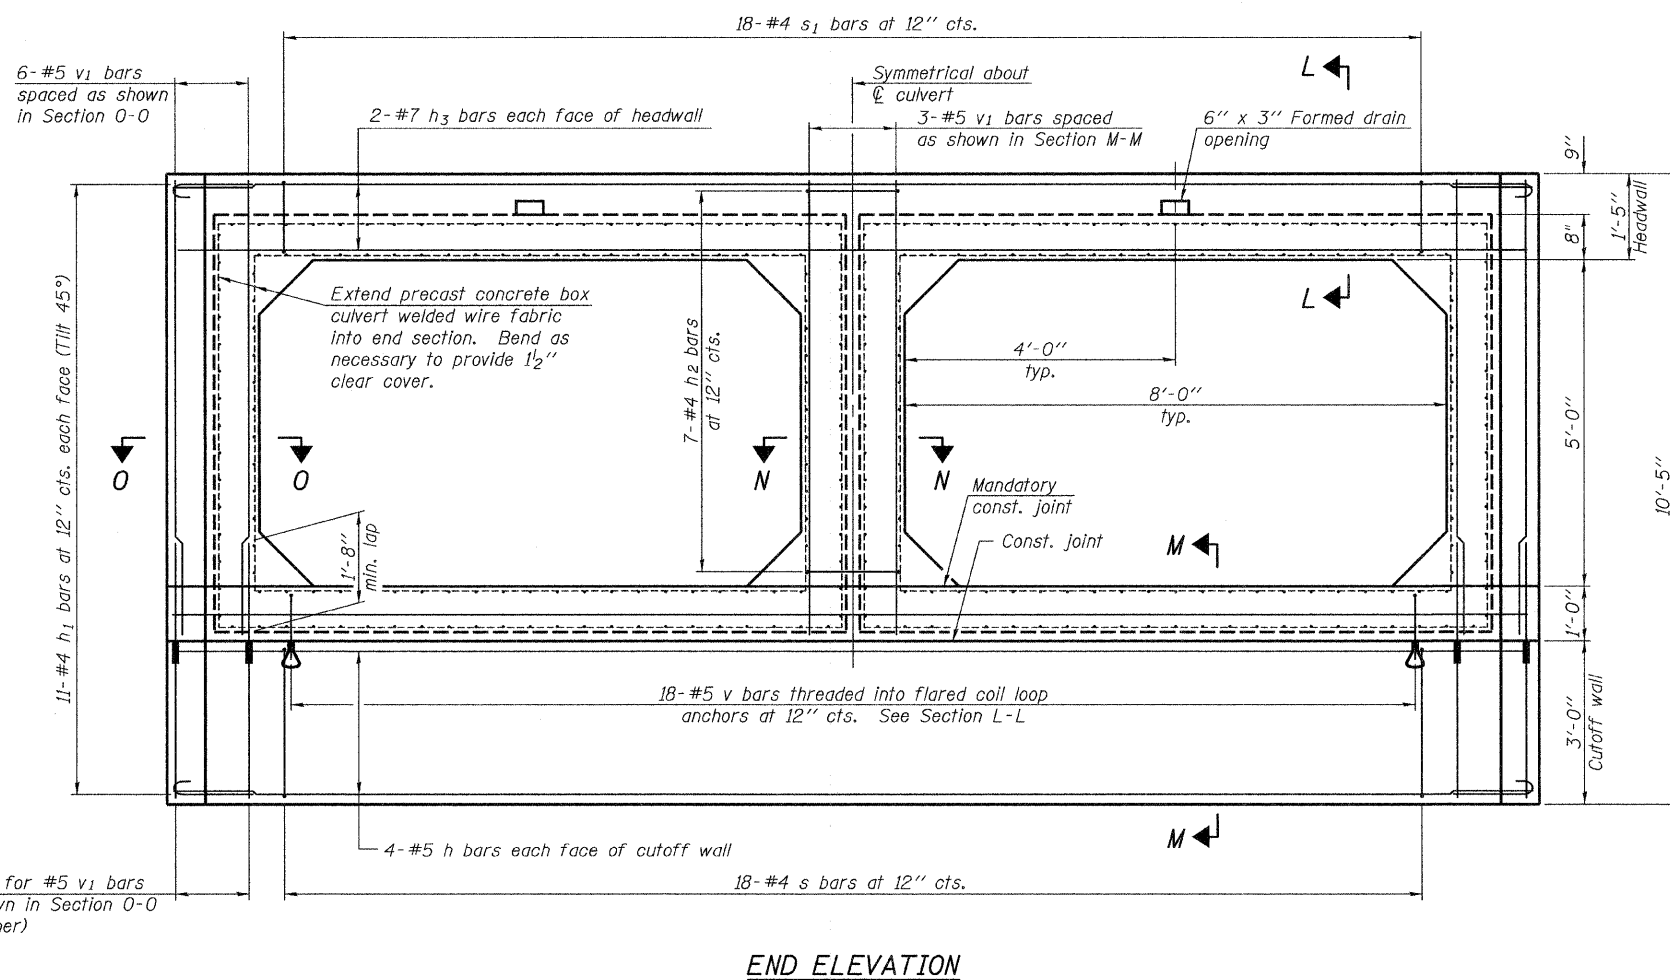 18-#4 s1 bars at 12" cts.
6-#5 v1 bars
spaced as shown
in Section O-O
2-#7 h3 bars each face of headwall
Symmetrical about
℄ culvert
3-#5 v1 bars spaced
as shown in Section M-M
6" x 3" Formed drain
opening
L
9"
1'-5"
Headwall
8"
L
Extend precast concrete box
culvert welded wire fabric
into end section. Bend as
necessary to provide 1½"
clear cover.
7-#4 h2 bars
at 12" cts.
4'-0"
typ.
8'-0"
typ.
11-#4 h1 bars at 12" cts. each face (Tilt 45°)
5'-0"
10'-5"
O
O
N
N
Mandatory
const. joint
Const. joint
M
1'-8"
min. lap
1'-0"
18-#5 v bars threaded into flared coil loop
anchors at 12" cts. See Section L-L
3'-0"
Cutoff wall
M
4-#5 h bars each face of cutoff wall
for #5 v1 bars
wn in Section O-O
er)
18-#4 s bars at 12" cts.
END ELEVATION